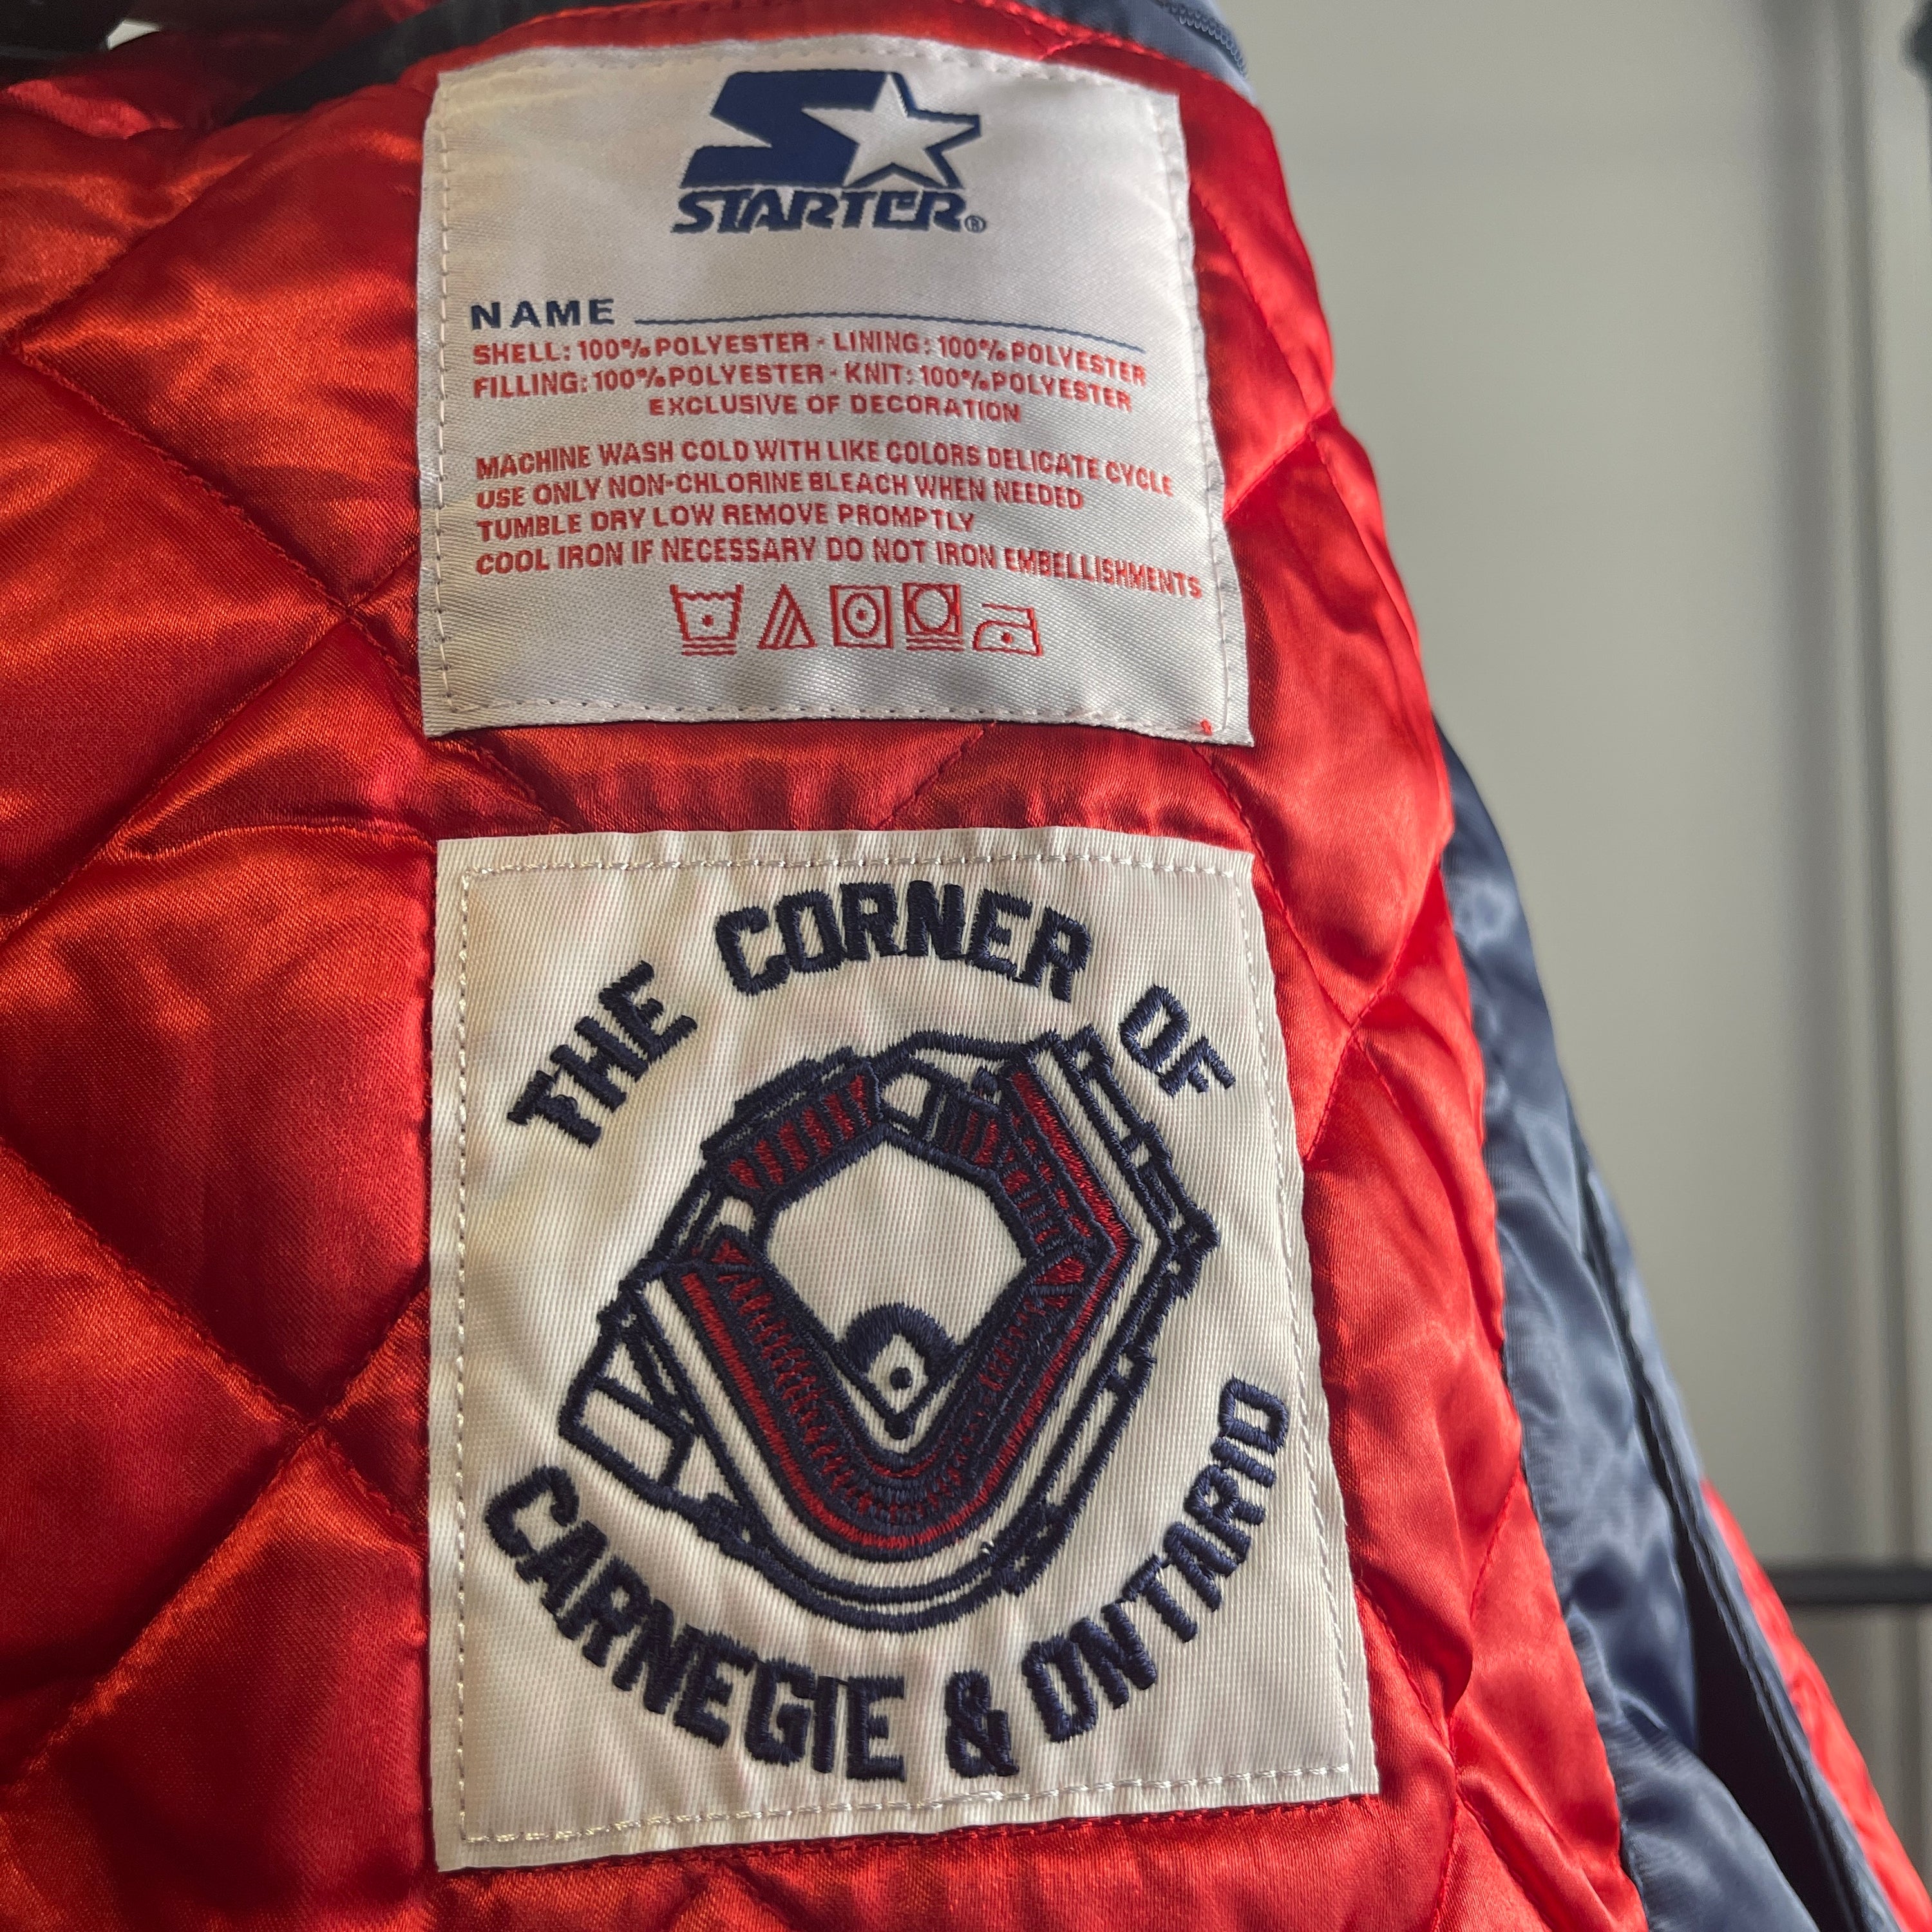 STARTER®
NAME
SHELL: 100% POLYESTER · LINING: 100% POLYESTER
FILLING: 100% POLYESTER · KNIT: 100% POLYESTER
EXCLUSIVE OF DECORATION
MACHINE WASH COLD WITH LIKE COLORS DELICATE CYCLE
USE ONLY NON-CHLORINE BLEACH WHEN NEEDED
TUMBLE DRY LOW REMOVE PROMPTLY
COOL IRON IF NECESSARY DO NOT IRON EMBELLISHMENTS
THE CORNER OF
CARNEGIE & ONTARIO